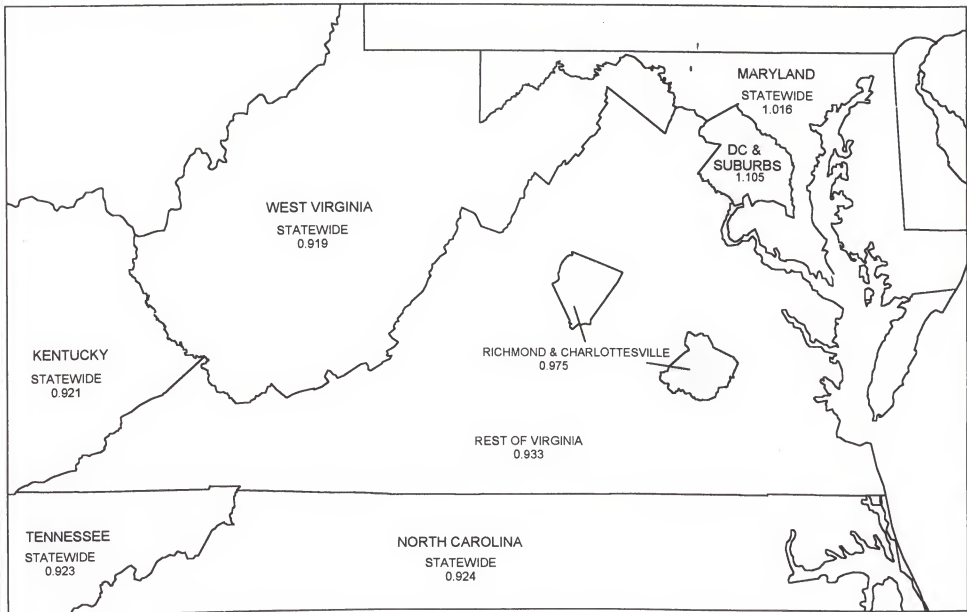 MARYLAND
STATEWIDE
1.016
DC &
SUBURBS
1.105
WEST VIRGINIA
STATEWIDE
0.919
KENTUCKY
STATEWIDE
0.921
RICHMOND & CHARLOTTESVILLE
0.975
REST OF VIRGINIA
0.933
TENNESSEE
STATEWIDE
0.923
NORTH CAROLINA
STATEWIDE
0.924